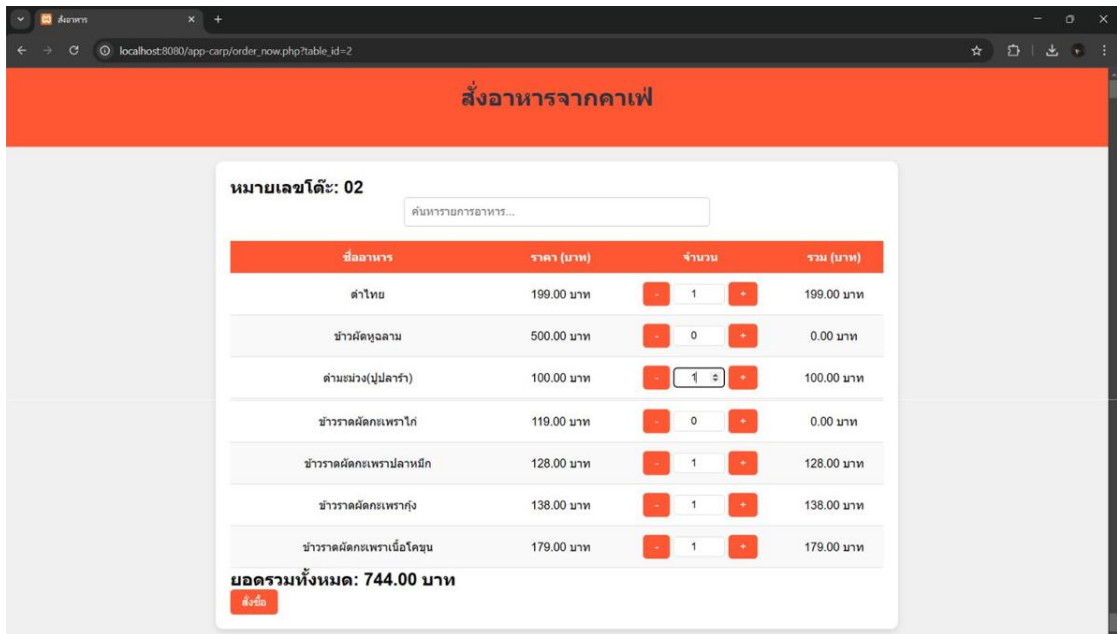 สั่งอาหาร
localhost:8080/app-carp/order_now.php?table_id=2
สั่งอาหารจากคาเฟ่
หมายเลขโต๊ะ: 02
ค้นหารายการอาหาร...
ชื่ออาหาร ราคา (บาท) จำนวน รวม (บาท)
ตำไทย 199.00 บาท - 1 + 199.00 บาท
ข้าวผัดหูฉลาม 500.00 บาท - 0 + 0.00 บาท
ตำมะม่วง(ปูปลาร้า) 100.00 บาท - 1 + 100.00 บาท
ข้าวราดผัดกะเพราไก่ 119.00 บาท - 0 + 0.00 บาท
ข้าวราดผัดกะเพราปลาหมึก 128.00 บาท - 1 + 128.00 บาท
ข้าวราดผัดกะเพรากุ้ง 138.00 บาท - 1 + 138.00 บาท
ข้าวราดผัดกะเพราเนื้อโคขุน 179.00 บาท - 1 + 179.00 บาท
ยอดรวมทั้งหมด: 744.00 บาท
สั่งซื้อ